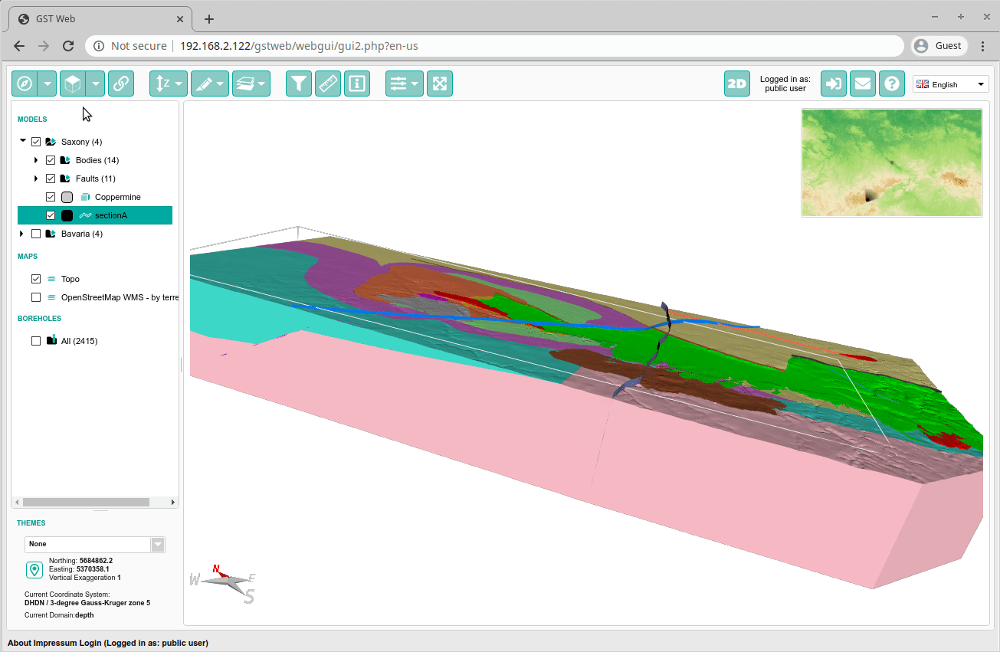 GST Web
Not secure
192.168.2.122/gstweb/webgui/gui2.php?en-us
Guest
Z
2D
Logged in as:
public user
English
MODELS
Saxony (4)
Bodies (14)
Faults (11)
Coppermine
sectionA
Bavaria (4)
MAPS
Topo
OpenStreetMap WMS - by terre
BOREHOLES
All (2415)
THEMES
None
Northing: 5684862.2
Easting: 5370358.1
Vertical Exaggeration 1
Current Coordinate System:
DHDN / 3-degree Gauss-Kruger zone 5
Current Domain:depth
N
W
E
S
About Impressum Login (Logged in as: public user)